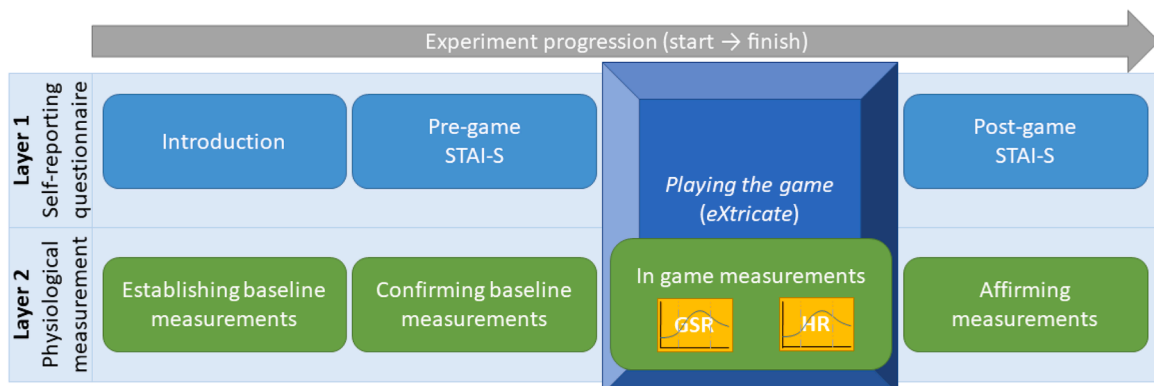 Experiment progression (start → finish)
Layer 1
Self-reporting
questionnaire
Introduction
Pre-game
STAI-S
Playing the game
(eXtricate)
Post-game
STAI-S
Layer 2
Physiological
measurement
Establishing baseline
measurements
Confirming baseline
measurements
In game measurements
GSR
HR
Affirming
measurements